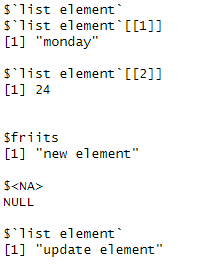 $`list element`
$`list element`[[1]]
[1] "monday"
$`list element`[[2]]
[1] 24
$friits
[1] "new element"
$<NA>
NULL
$`list element`
[1] "update element"